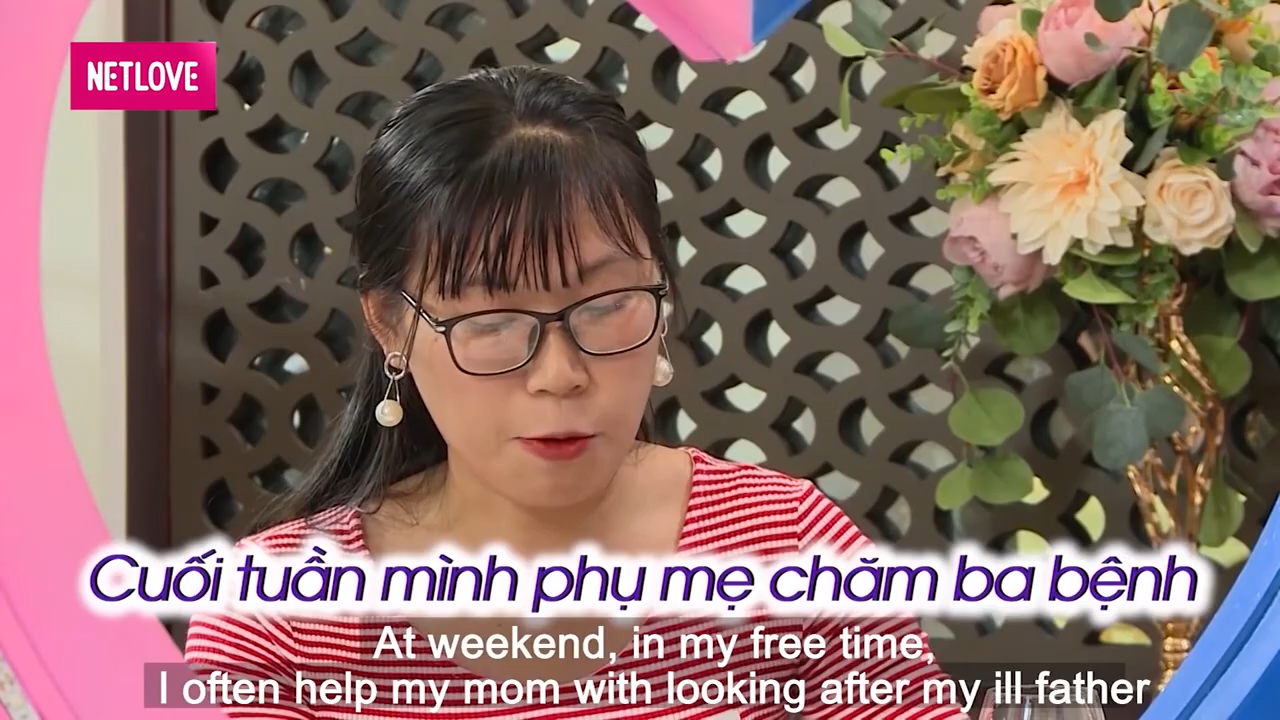 NETLOVE
Cuối tuần mình phụ mẹ chăm ba bệnh
At weekend, in my free time,
I often help my mom with looking after my ill father